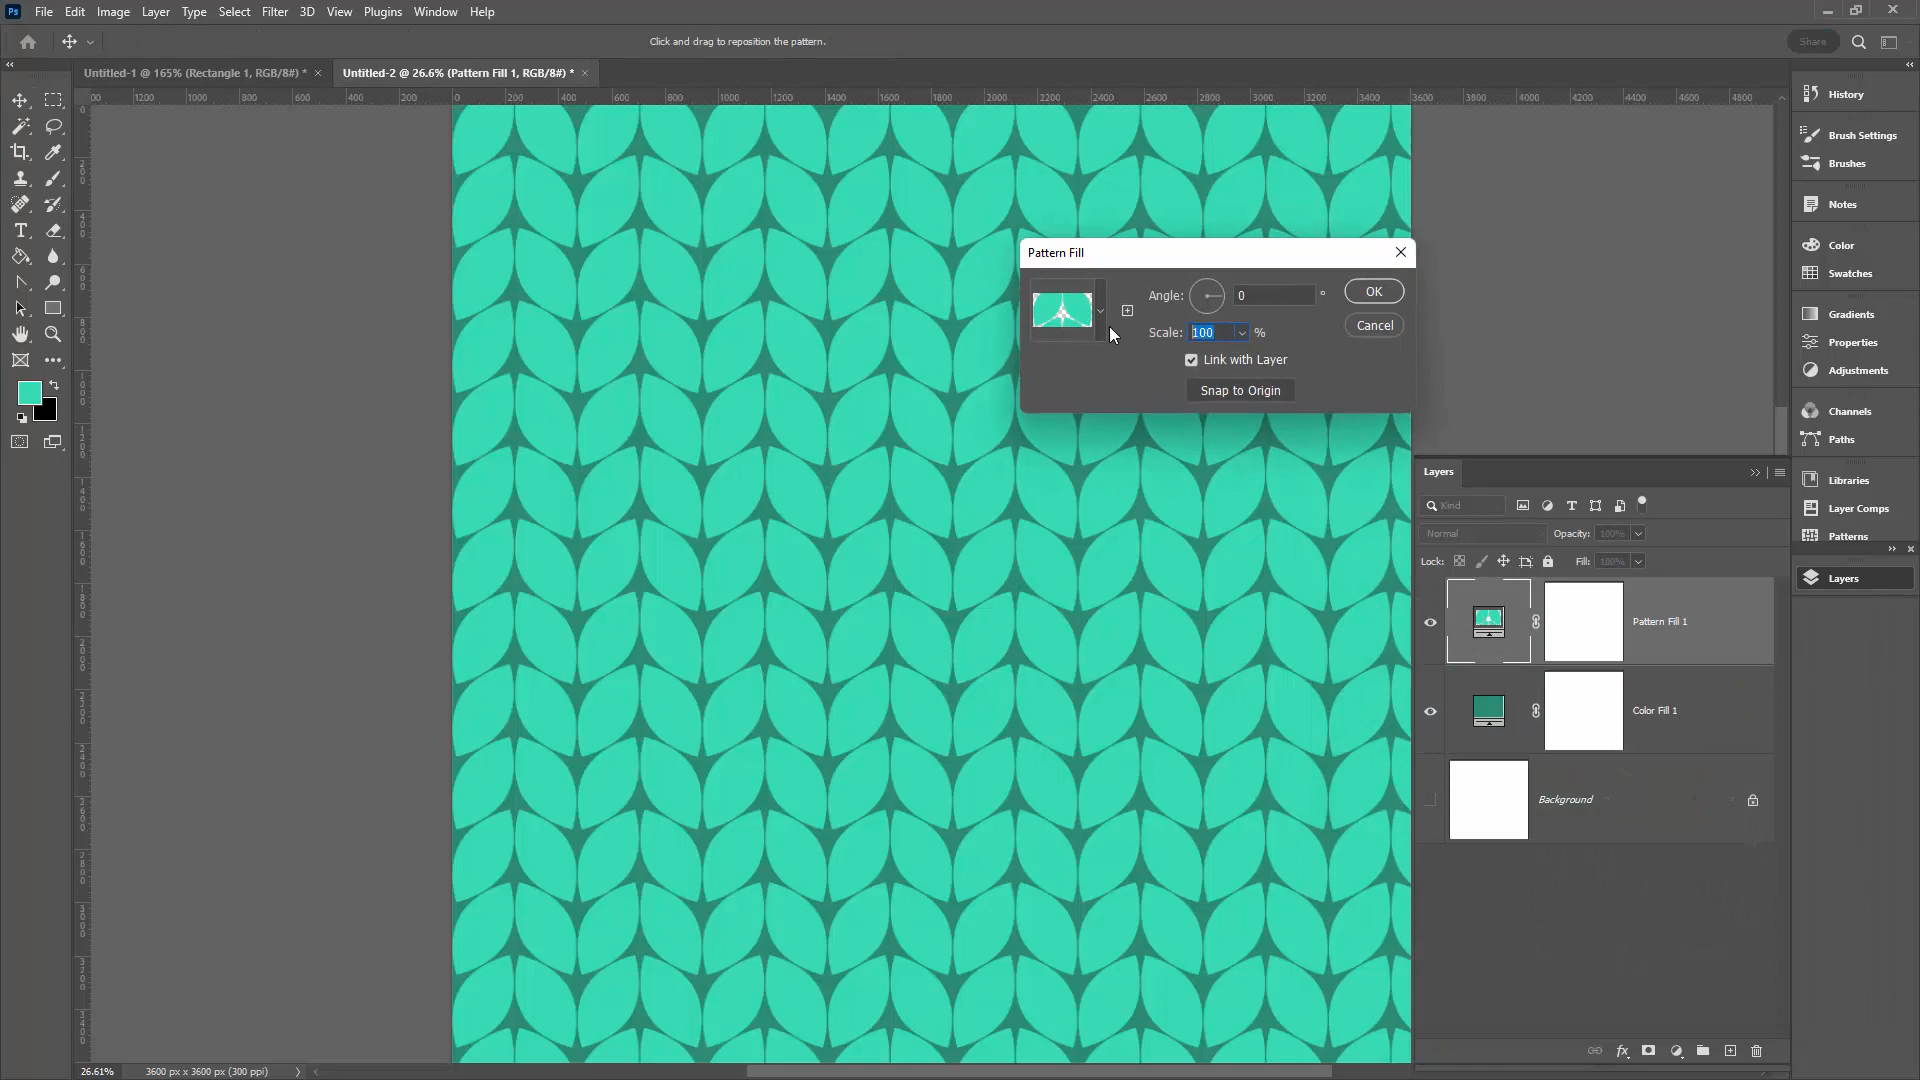 Ps File Edit Image Layer Type Select Filter 3D View Plugins Window Help
Click and drag to reposition the pattern.
Share
Untitled-1 @ 165% (Rectangle 1, RGB/8#) *
Untitled-2 @ 26.6% (Pattern Fill 1, RGB/8#) *
00 1200 1000 800 600 400 200 0 200 400 600 800 1000 1200 1400 1600 1800 2000 2200 2400 2600 2800 3000 3200 3400 3600 3800 4000 4200 4400 4600 4800
History
Brush Settings
Brushes
Notes
Color
Swatches
Gradients
Properties
Adjustments
Channels
Paths
Libraries
Layer Comps
Patterns
Layers
Pattern Fill
Angle: 0 °
OK
Scale: 100 %
Cancel
Link with Layer
Snap to Origin
Layers
Kind
Normal Opacity: 100%
Lock: Fill: 100%
Pattern Fill 1
Color Fill 1
Background
26.61% 3600 px x 3600 px (300 ppi)